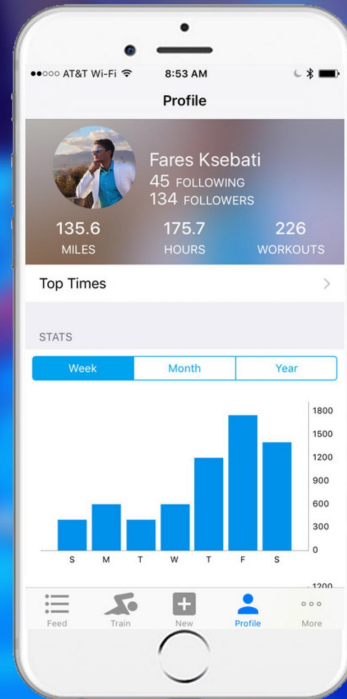 AT&T Wi-Fi 8:53 AM
Profile
Fares Ksebati
45 FOLLOWING
134 FOLLOWERS
135.6 175.7 226
MILES HOURS WORKOUTS
Top Times
STATS
Week Month Year
1800
1500
1200
900
600
300
0
S M T W T F S
1200
Feed Train New Profile More